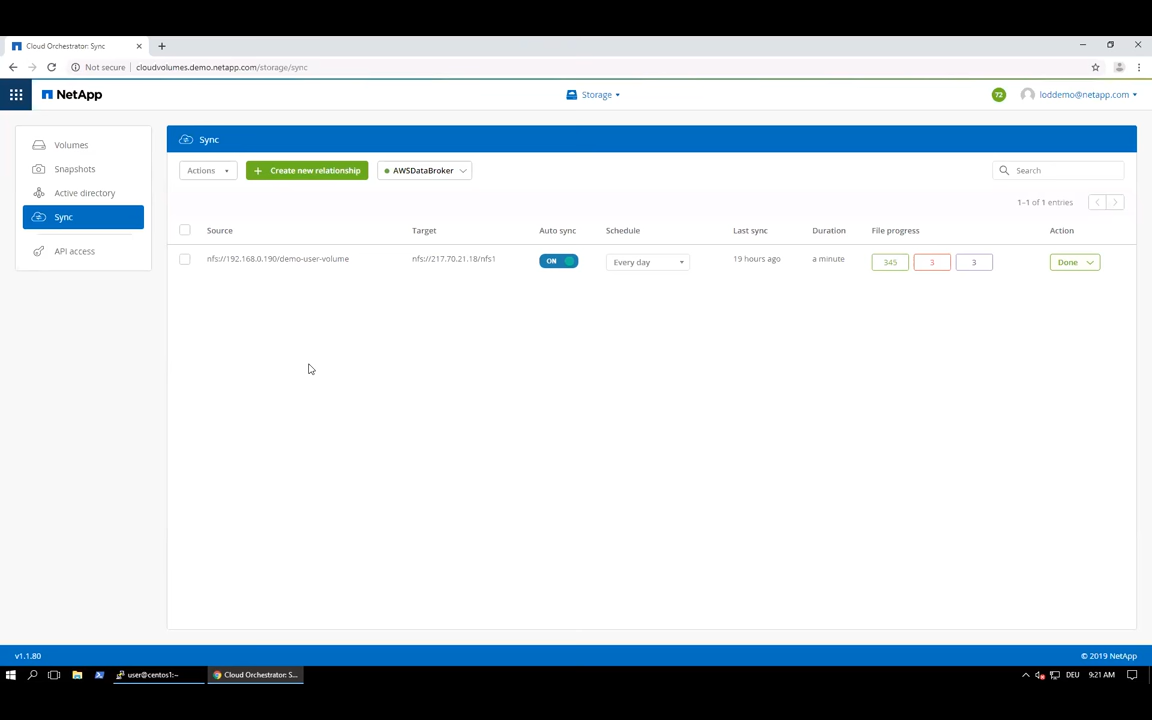 Cloud Orchestrator: Sync
Not secure
cloudvolumes.demo.netapp.com/storage/sync
NetApp
Storage
72
loddemo@netapp.com
Volumes
Snapshots
Active directory
Sync
API access
Sync
Actions
Create new relationship
AWSDataBroker
Search
1–1 of 1 entries
Source Target Auto sync Schedule Last sync Duration File progress Action
nfs://192.168.0.190/demo-user-volume nfs://217.70.21.18/nfs1 ON Every day 19 hours ago a minute 345 3 3 Done
v1.1.80
© 2019 NetApp
user@centos1:~
Cloud Orchestrator: S...
DEU
9:21 AM